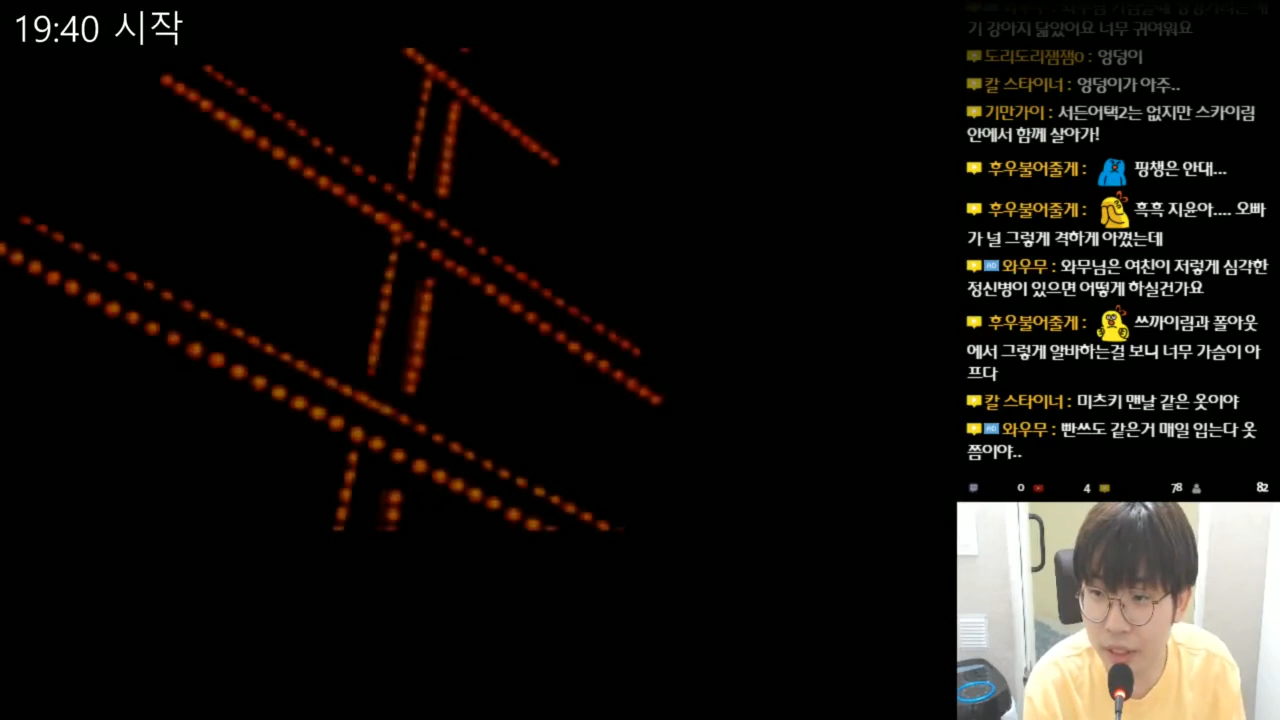 19:40 시작
기 강아지 닮았어요 너무 귀여워요
도리도리잼잼0 : 엉덩이
칼 스타이너 : 엉덩이가 아주..
기만가이 : 서든어택2는 없지만 스카이림
안에서 함께 살아가!
후우불어줄게 : 핑챙은 안대...
후우불어줄게 : 흑흑 지윤아.... 오빠
가 널 그렇게 격하게 아꼈는데
AD 와우무 : 와무님은 여친이 저렇게 심각한
정신병이 있으면 어떻게 하실건가요
후우불어줄게 : 쓰까이림과 폴아웃
에서 그렇게 알바하는걸 보니 너무 가슴이 아
프다
칼 스타이너 : 미츠키 맨날 같은 옷이야
AD 와우무 : 빤쓰도 같은거 매일 입는다 옷
쯤이야..
0 4 78 82